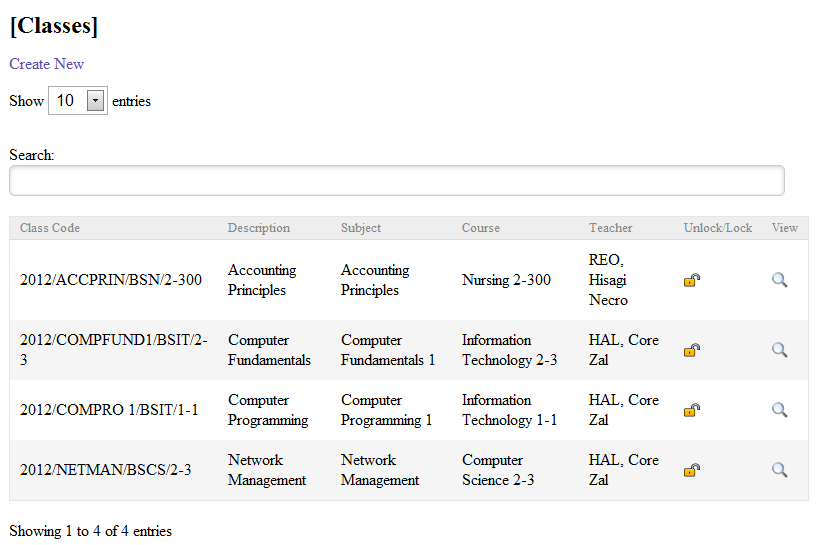 [Classes]
Create New
Show 10 entries
Search:
Class Code Description Subject Course Teacher Unlock/Lock View
2012/ACCPRIN/BSN/2-300
Accounting
Principles
Accounting
Principles
Nursing 2-300
REO,
Hisagi
Necro
2012/COMPFUND1/BSIT/2-
3
Computer
Fundamentals
Computer
Fundamentals 1
Information
Technology 2-3
HAL, Core
Zal
2012/COMPRO 1/BSIT/1-1
Computer
Programming
Computer
Programming 1
Information
Technology 1-1
HAL, Core
Zal
2012/NETMAN/BSCS/2-3
Network
Management
Network
Management
Computer
Science 2-3
HAL, Core
Zal
Showing 1 to 4 of 4 entries